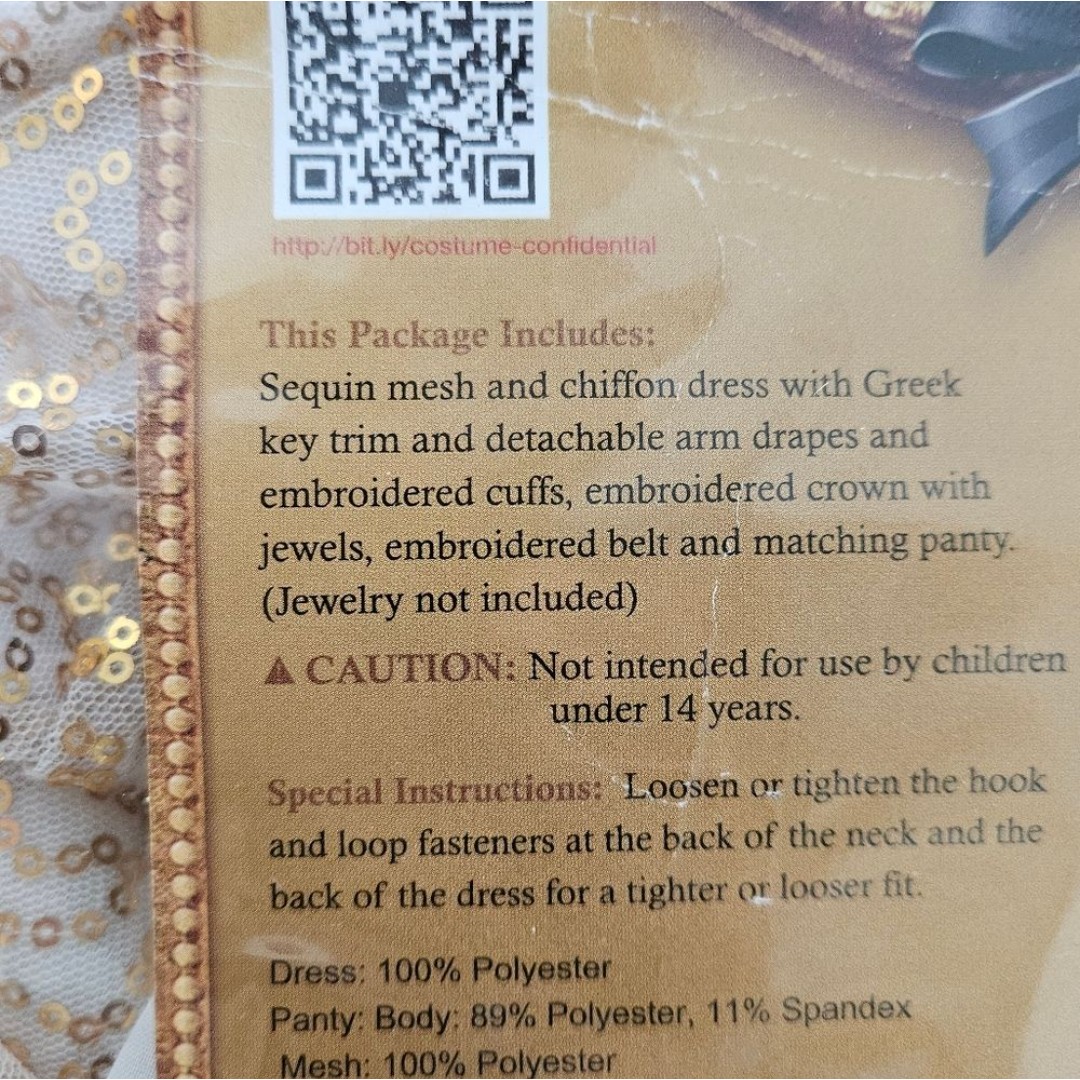 http://bit.ly/costume-confidential
This Package Includes:
Sequin mesh and chiffon dress with Greek
key trim and detachable arm drapes and
embroidered cuffs, embroidered crown with
jewels, embroidered belt and matching panty.
(Jewelry not included)
CAUTION: Not intended for use by children
under 14 years.
Special Instructions: Loosen or tighten the hook
and loop fasteners at the back of the neck and the
back of the dress for a tighter or looser fit.
Dress: 100% Polyester
Panty: Body: 89% Polyester, 11% Spandex
Mesh: 100% Polyester